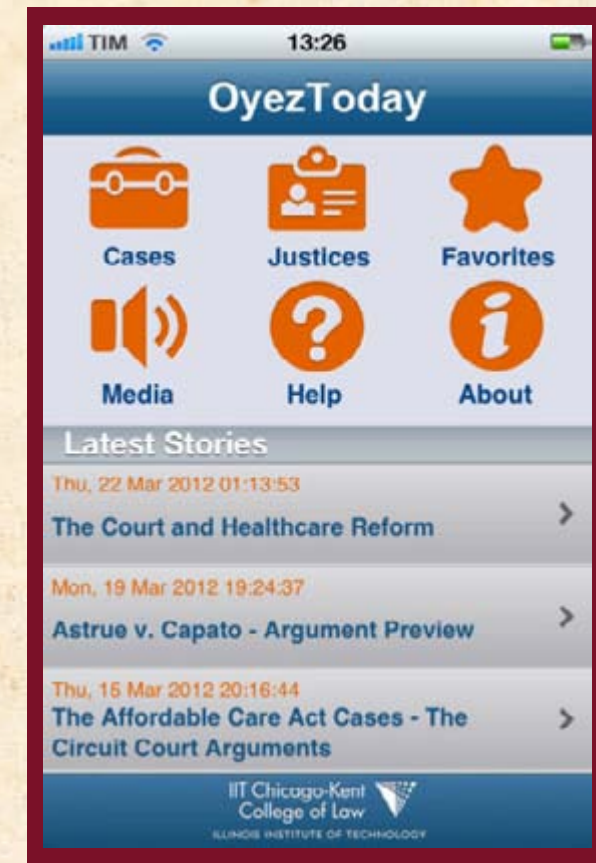 TIM 13:26
OyezToday
Cases Justices Favorites
Media Help About
Latest Stories
Thu, 22 Mar 2012 01:13:53
The Court and Healthcare Reform
Mon, 19 Mar 2012 19:24:37
Astrue v. Capato - Argument Preview
Thu, 15 Mar 2012 20:16:44
The Affordable Care Act Cases - The
Circuit Court Arguments
IIT Chicago-Kent
College of Law
ILLINOIS INSTITUTE OF TECHNOLOGY